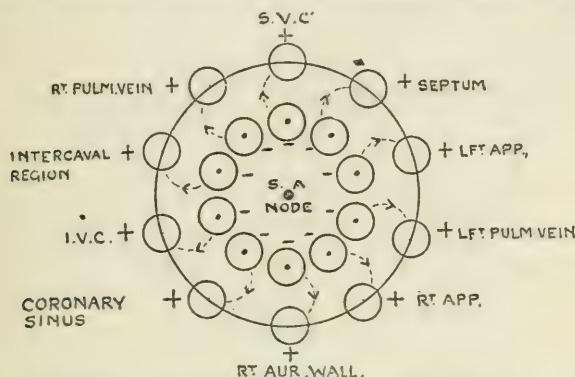 S.V.C.
+
RT. PULM. VEIN +
+ SEPTUM
INTERCAVAL +
REGION
+ LFT. APP.,
S. A
NODE
I.V.C. +
+ LFT. PULM VEIN
CORONARY +
SINUS
+ RT. APP.
+
RT. AUR. WALL.